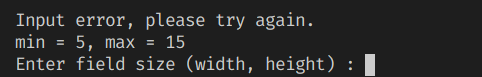 Input error, please try again.
min = 5, max = 15
Enter field size (width, height) :